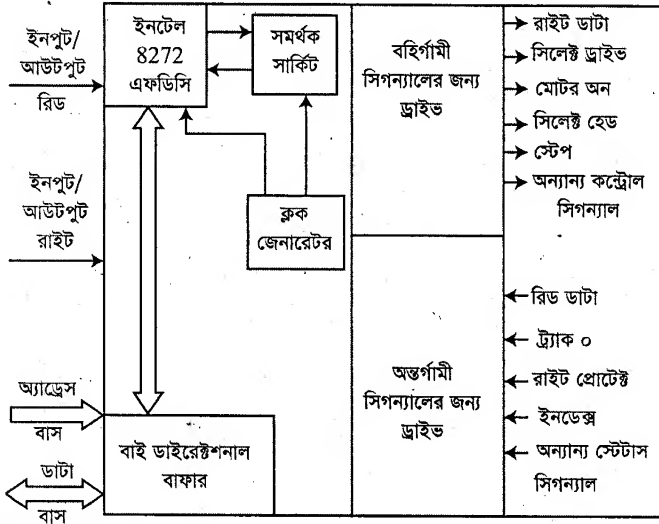 ইনপুট/
আউটপুট
রিড
ইনপুট/
আউটপুট
রাইট
অ্যাড্রেস
বাস
ডাটা
বাস
ইনটেল
8272
এফডিসি
সমর্থক
সার্কিট
ক্লক
জেনারেটর
বাই ডাইরেক্টশনাল
বাফার
বহির্গামী
সিগন্যালের জন্য
ড্রাইভ
অন্তর্গামী
সিগন্যালের জন্য
ড্রাইভ
রাইট ডাটা
সিলেক্ট ড্রাইভ
মোটর অন
সিলেক্ট হেড
স্টেপ
অন্যান্য কন্ট্রোল
সিগন্যাল
রিড ডাটা
ট্র্যাক ০
রাইট প্রোটেক্ট
ইনডেক্স
অন্যান্য স্টেটাস
সিগন্যাল